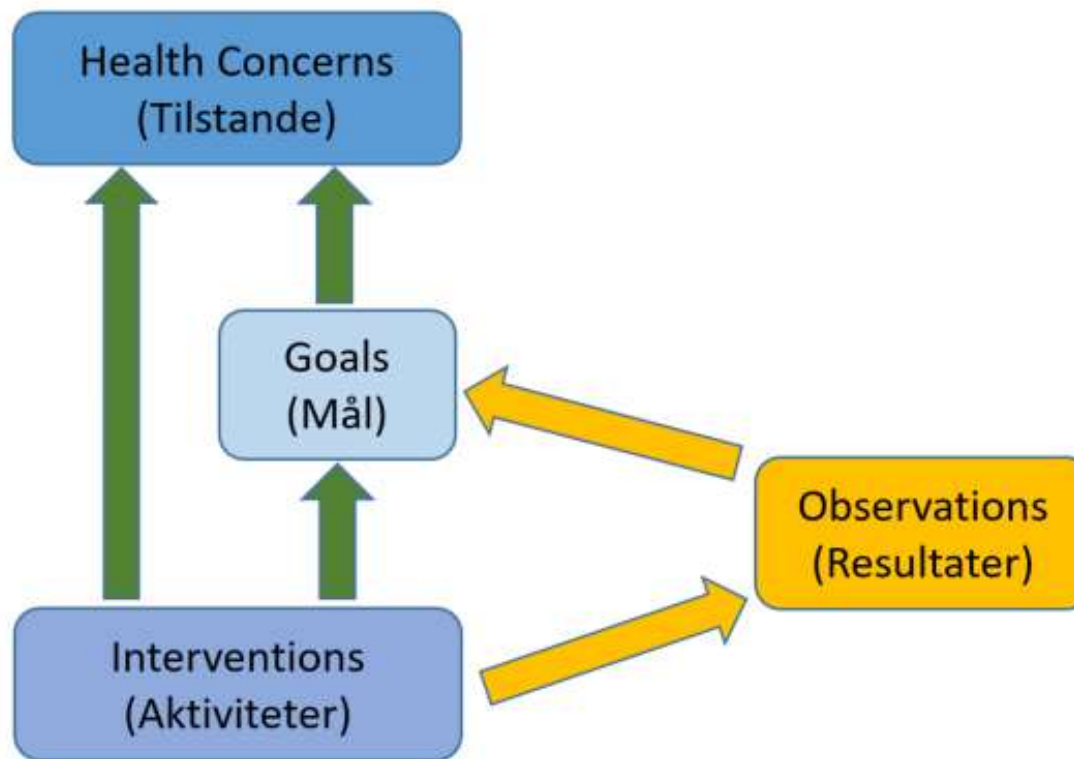 Health Concerns
(Tilstande)
Goals
(Mål)
Observations
(Resultater)
Interventions
(Aktiviteter)